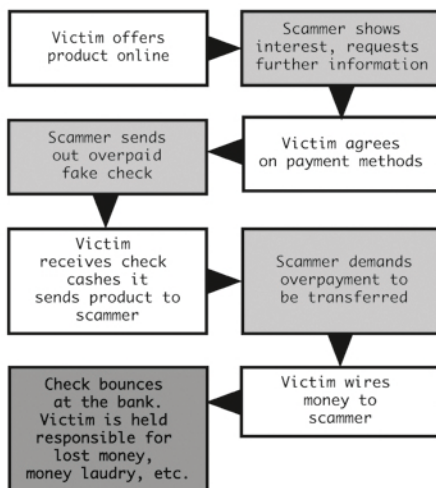 Victim offers
product online
Scammer shows
interest, requests
further information
Victim agrees
on payment methods
Scammer sends
out overpaid
fake check
Victim
receives check
cashes it
sends product to
scammer
Scammer demands
overpayment to
be transferred
Victim wires
money to
scammer
Check bounces
at the bank.
Victim is held
responsible for
lost money,
money laudry, etc.